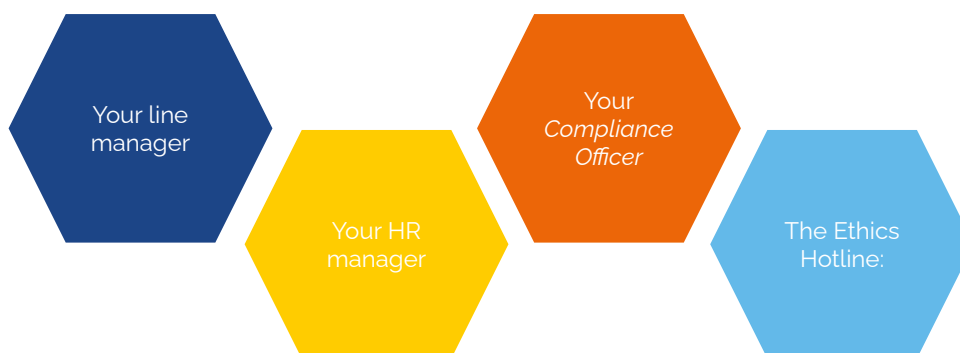 Your line
manager
Your HR
manager
Your
Compliance
Officer
The Ethics
Hotline: